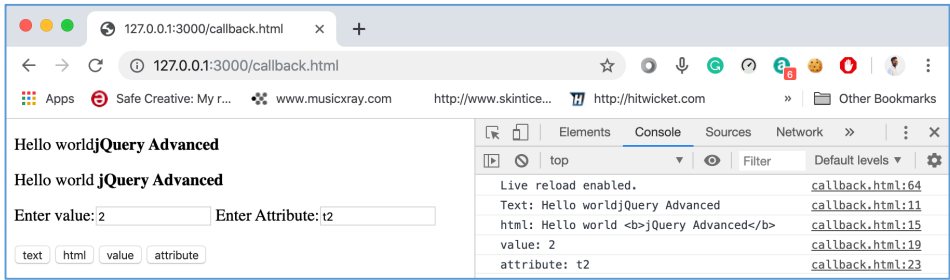 127.0.0.1:3000/callback.html × +
127.0.0.1:3000/callback.html
6
Apps Safe Creative: My r... www.musicxray.com http://www.skintice... http://hitwicket.com » Other Bookmarks
Hello worldjQuery Advanced
Hello world jQuery Advanced
Enter value: 2 Enter Attribute: t2
text html value attribute
Elements Console Sources Network »
top Filter Default levels
Live reload enabled. callback.html:64
Text: Hello worldjQuery Advanced callback.html:11
html: Hello world <b>jQuery Advanced</b> callback.html:15
value: 2 callback.html:19
attribute: t2 callback.html:23